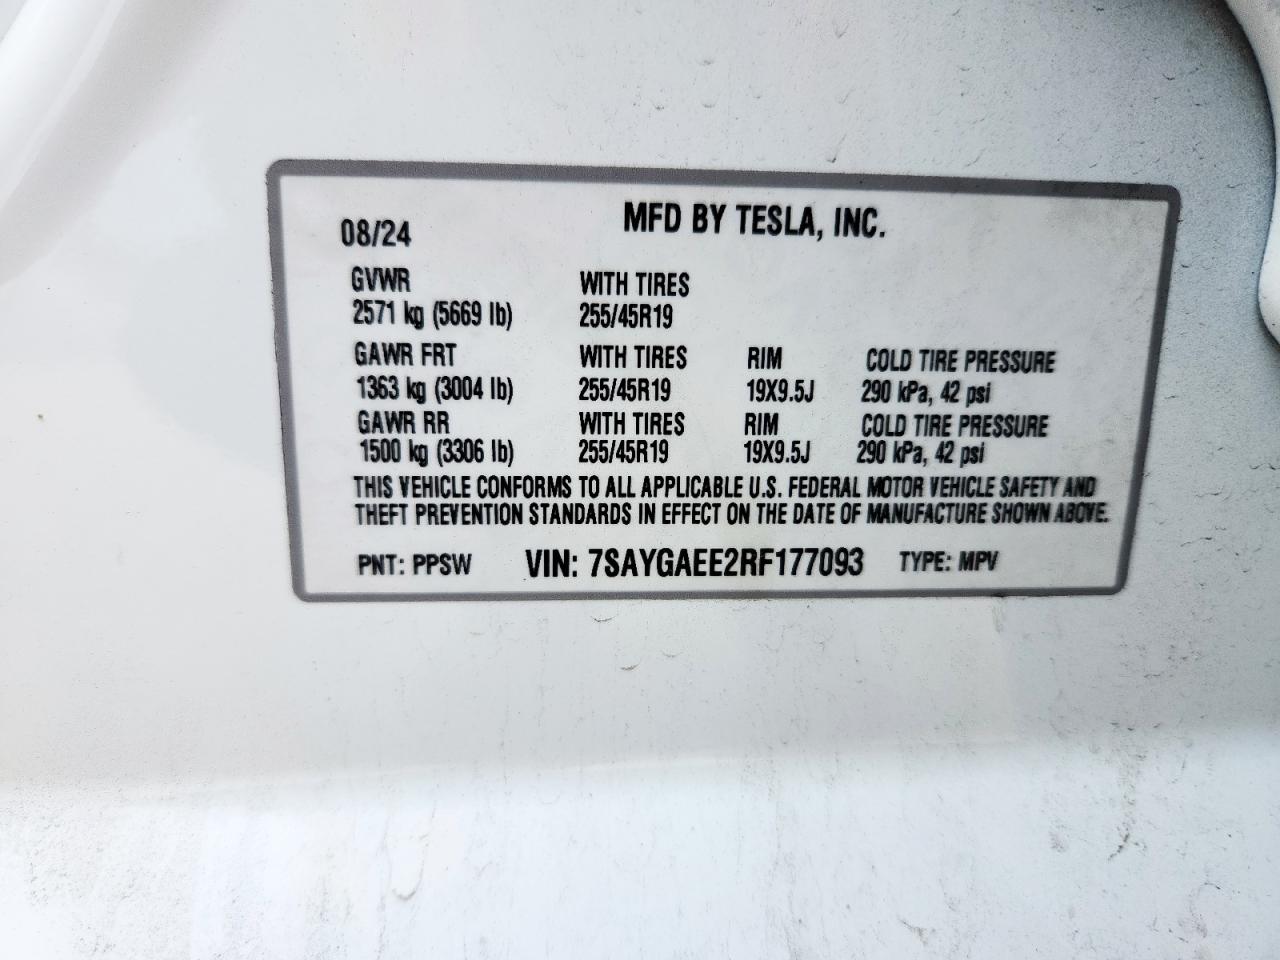 MFD BY TESLA, INC.
08/24
GVWR WITH TIRES
2571 kg (5669 lb) 255/45R19
GAWR FRT WITH TIRES RIM COLD TIRE PRESSURE
1363 kg (3004 lb) 255/45R19 19X9.5J 290 kPa, 42 psi
GAWR RR WITH TIRES RIM COLD TIRE PRESSURE
1500 kg (3306 lb) 255/45R19 19X9.5J 290 kPa, 42 psi
THIS VEHICLE CONFORMS TO ALL APPLICABLE U.S. FEDERAL MOTOR VEHICLE SAFETY AND
THEFT PREVENTION STANDARDS IN EFFECT ON THE DATE OF MANUFACTURE SHOWN ABOVE.
PNT: PPSW VIN: 7SAYGAEE2RF177093 TYPE: MPV